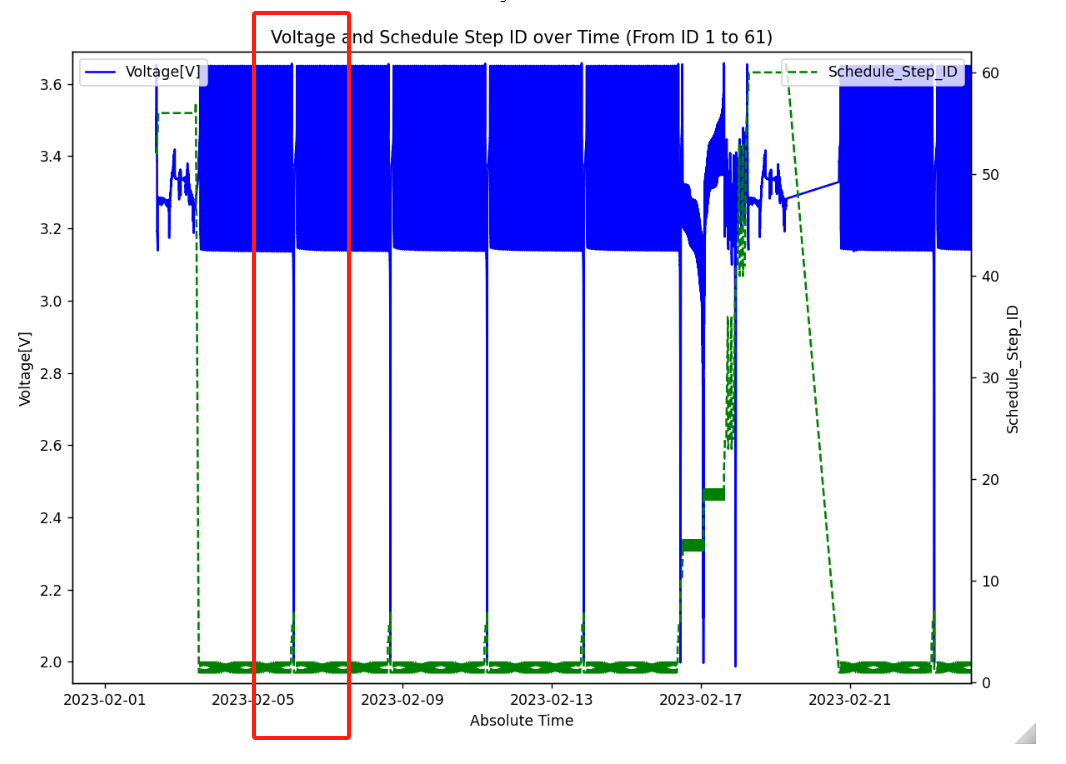 Voltage and Schedule Step ID over Time (From ID 1 to 61)
Voltage[V]
Schedule_Step_ID
3.6
3.4
3.2
3.0
2.8
2.6
2.4
2.2
2.0
Voltage[V]
60
50
40
30
20
10
0
Schedule_Step_ID
2023-02-01 2023-02-05 2023-02-09 2023-02-13 2023-02-17 2023-02-21
Absolute Time